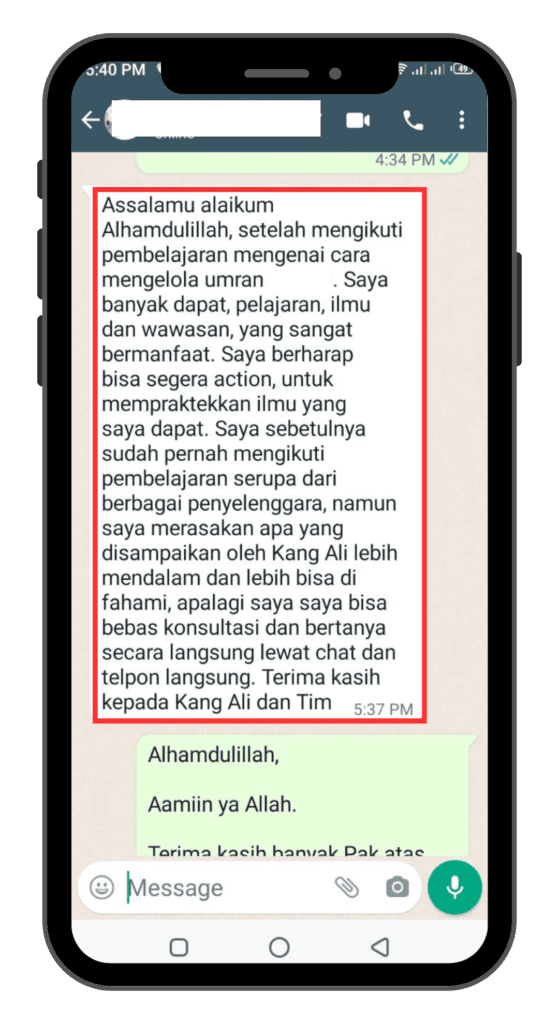 5:40 PM
49
4:34 PM
Assalamu alaikum
Alhamdulillah, setelah mengikuti
pembelajaran mengenai cara
mengelola umran . Saya
banyak dapat, pelajaran, ilmu
dan wawasan, yang sangat
bermanfaat. Saya berharap
bisa segera action, untuk
mempraktekkan ilmu yang
saya dapat. Saya sebetulnya
sudah pernah mengikuti
pembelajaran serupa dari
berbagai penyelenggara, namun
saya merasakan apa yang
disampaikan oleh Kang Ali lebih
mendalam dan lebih bisa di
fahami, apalagi saya saya bisa
bebas konsultasi dan bertanya
secara langsung lewat chat dan
telpon langsung. Terima kasih
kepada Kang Ali dan Tim 5:37 PM
Alhamdulillah,
Aamiin ya Allah.
Terima kasih banyak Pak atas
Message